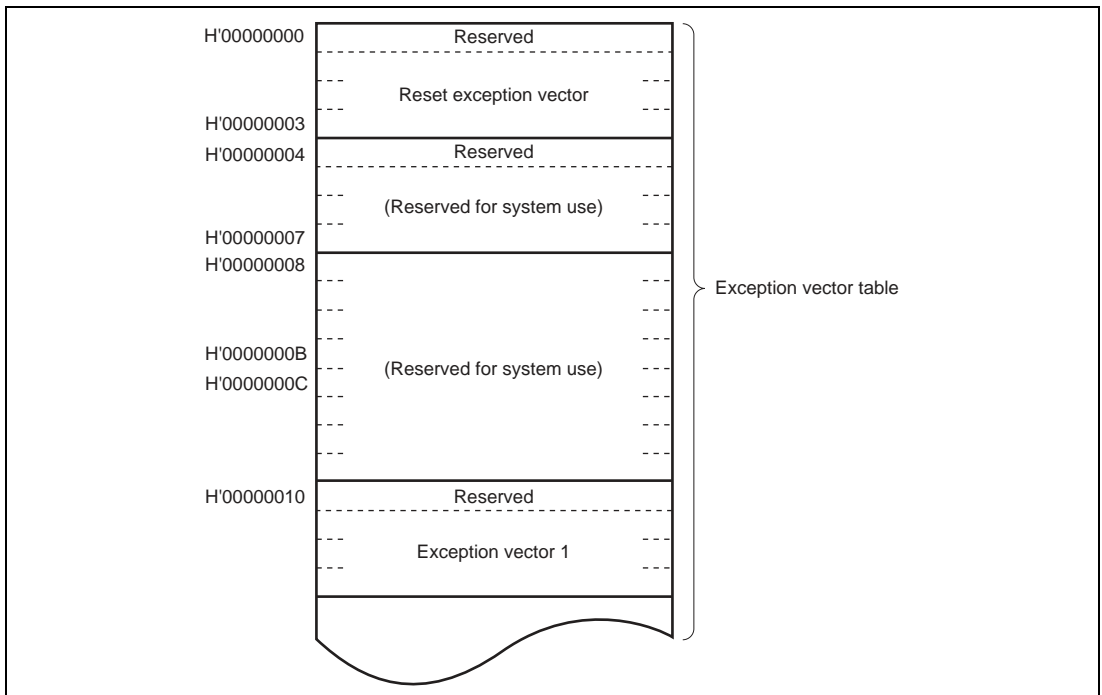 H'00000000
Reserved
Reset exception vector
H'00000003
H'00000004
Reserved
(Reserved for system use)
H'00000007
H'00000008
Exception vector table
H'0000000B
(Reserved for system use)
H'0000000C
H'00000010
Reserved
Exception vector 1